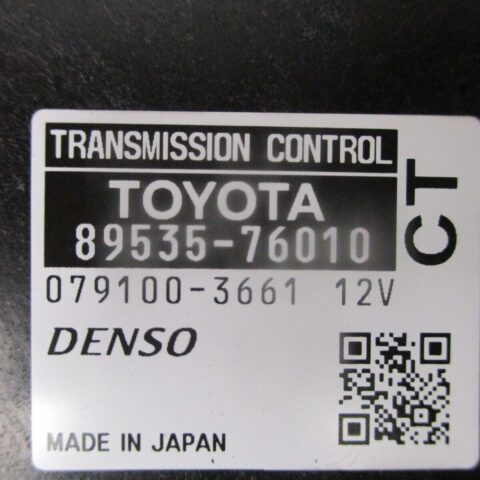 TRANSMISSION CONTROL
TOYOTA
89535-76010
CT
079100-3661 12V
DENSO
MADE IN JAPAN